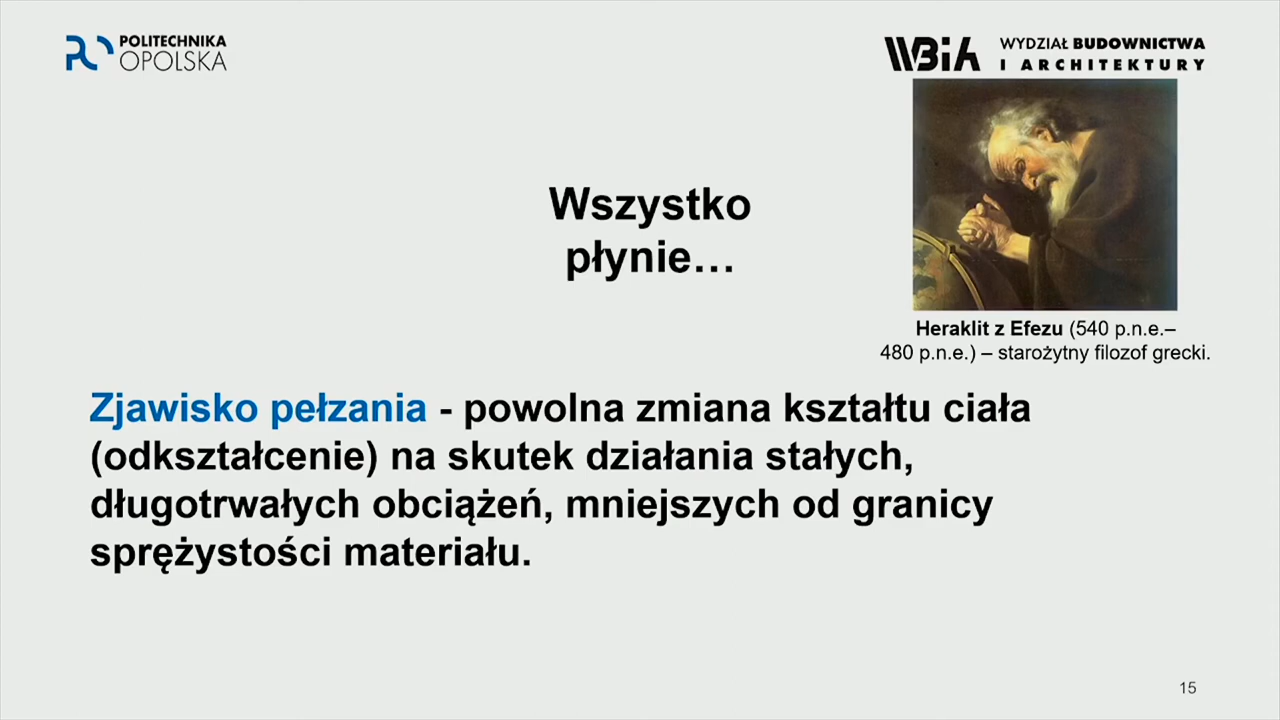 POLITECHNIKA
OPOLSKA
WBiA
WYDZIAŁ BUDOWNICTWA
I ARCHITEKTURY
Wszystko
płynie…
Heraklit z Efezu (540 p.n.e.–
480 p.n.e.) – starożytny filozof grecki.
Zjawisko pełzania - powolna zmiana kształtu ciała
(odkształcenie) na skutek działania stałych,
długotrwałych obciążeń, mniejszych od granicy
sprężystości materiału.
15